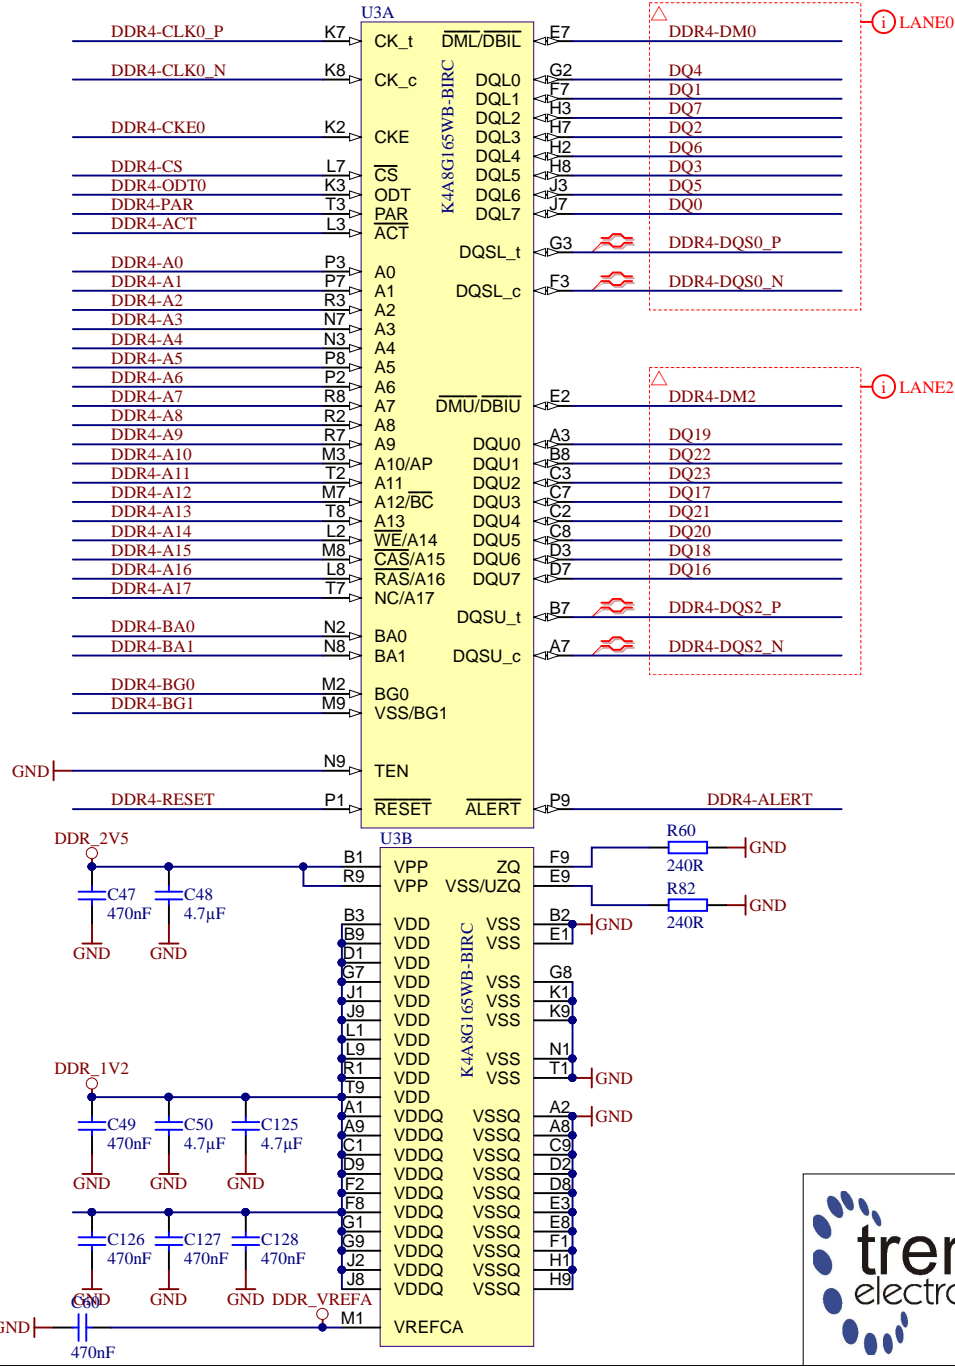 U3A
DDR4-CLK0_P K7 CK_t DML/DBIL E7 DDR4-DM0
LANE0
DDR4-CLK0_N K8 CK_c DQL0 G2 DQ4
DQL1 F7 DQ1
DQL2 H3 DQ7
DDR4-CKE0 K2 CKE DQL3 H7 DQ2
DQL4 H2 DQ6
DDR4-CS L7 CS DQL5 H8 DQ3
DDR4-ODT0 K3 ODT DQL6 J3 DQ5
DDR4-PAR T3 PAR DQL7 J7 DQ0
DDR4-ACT L3 ACT
K4A8G165WB-BIRC
DQSL_t G3 DDR4-DQS0_P
DDR4-A0 P3 A0
DDR4-A1 P7 A1 DQSL_c F3 DDR4-DQS0_N
DDR4-A2 R3 A2
DDR4-A3 N7 A3
DDR4-A4 N3 A4
DDR4-A5 P8 A5
DDR4-A6 P2 A6
LANE2
DDR4-A7 R8 A7 DMU/DBIU E2 DDR4-DM2
DDR4-A8 R2 A8
DDR4-A9 R7 A9 DQU0 A3 DQ19
DDR4-A10 M3 A10/AP DQU1 B8 DQ22
DDR4-A11 T2 A11 DQU2 C3 DQ23
DDR4-A12 M7 A12/BC DQU3 C7 DQ17
DDR4-A13 T8 A13 DQU4 C2 DQ21
DDR4-A14 L2 WE/A14 DQU5 C8 DQ20
DDR4-A15 M8 CAS/A15 DQU6 D3 DQ18
DDR4-A16 L8 RAS/A16 DQU7 D7 DQ16
DDR4-A17 T7 NC/A17
DQSU_t B7 DDR4-DQS2_P
DDR4-BA0 N2 BA0
DDR4-BA1 N8 BA1 DQSU_c A7 DDR4-DQS2_N
DDR4-BG0 M2 BG0
DDR4-BG1 M9 VSS/BG1
GND N9 TEN
DDR4-RESET P1 RESET ALERT P9 DDR4-ALERT
U3B
DDR_2V5
B1 VPP ZQ F9 R60 240R GND
R9 VPP VSS/UZQ E9 R82 240R GND
C47 470nF GND
C48 4.7µF GND
K4A8G165WB-BIRC
B3 VDD VSS B2 GND
B9 VDD VSS E1
D1 VDD
G7 VDD VSS G8
J1 VDD VSS K1
J9 VDD VSS K9
L1 VDD
L9 VDD VSS N1
R1 VDD VSS T1 GND
DDR_1V2
T9 VDD
A1 VDDQ VSSQ A2 GND
A9 VDDQ VSSQ A8
C1 VDDQ VSSQ C9
D9 VDDQ VSSQ D2
F2 VDDQ VSSQ D8
F8 VDDQ VSSQ E3
G1 VDDQ VSSQ E8
G9 VDDQ VSSQ F1
J2 VDDQ VSSQ H1
J8 VDDQ VSSQ H9
C49 470nF GND
C50 4.7µF GND
C125 4.7µF GND
C126 470nF GND
C127 470nF GND
C128 470nF GND
DDR_VREFA
GND C60 470nF M1 VREFCA
tren
electro